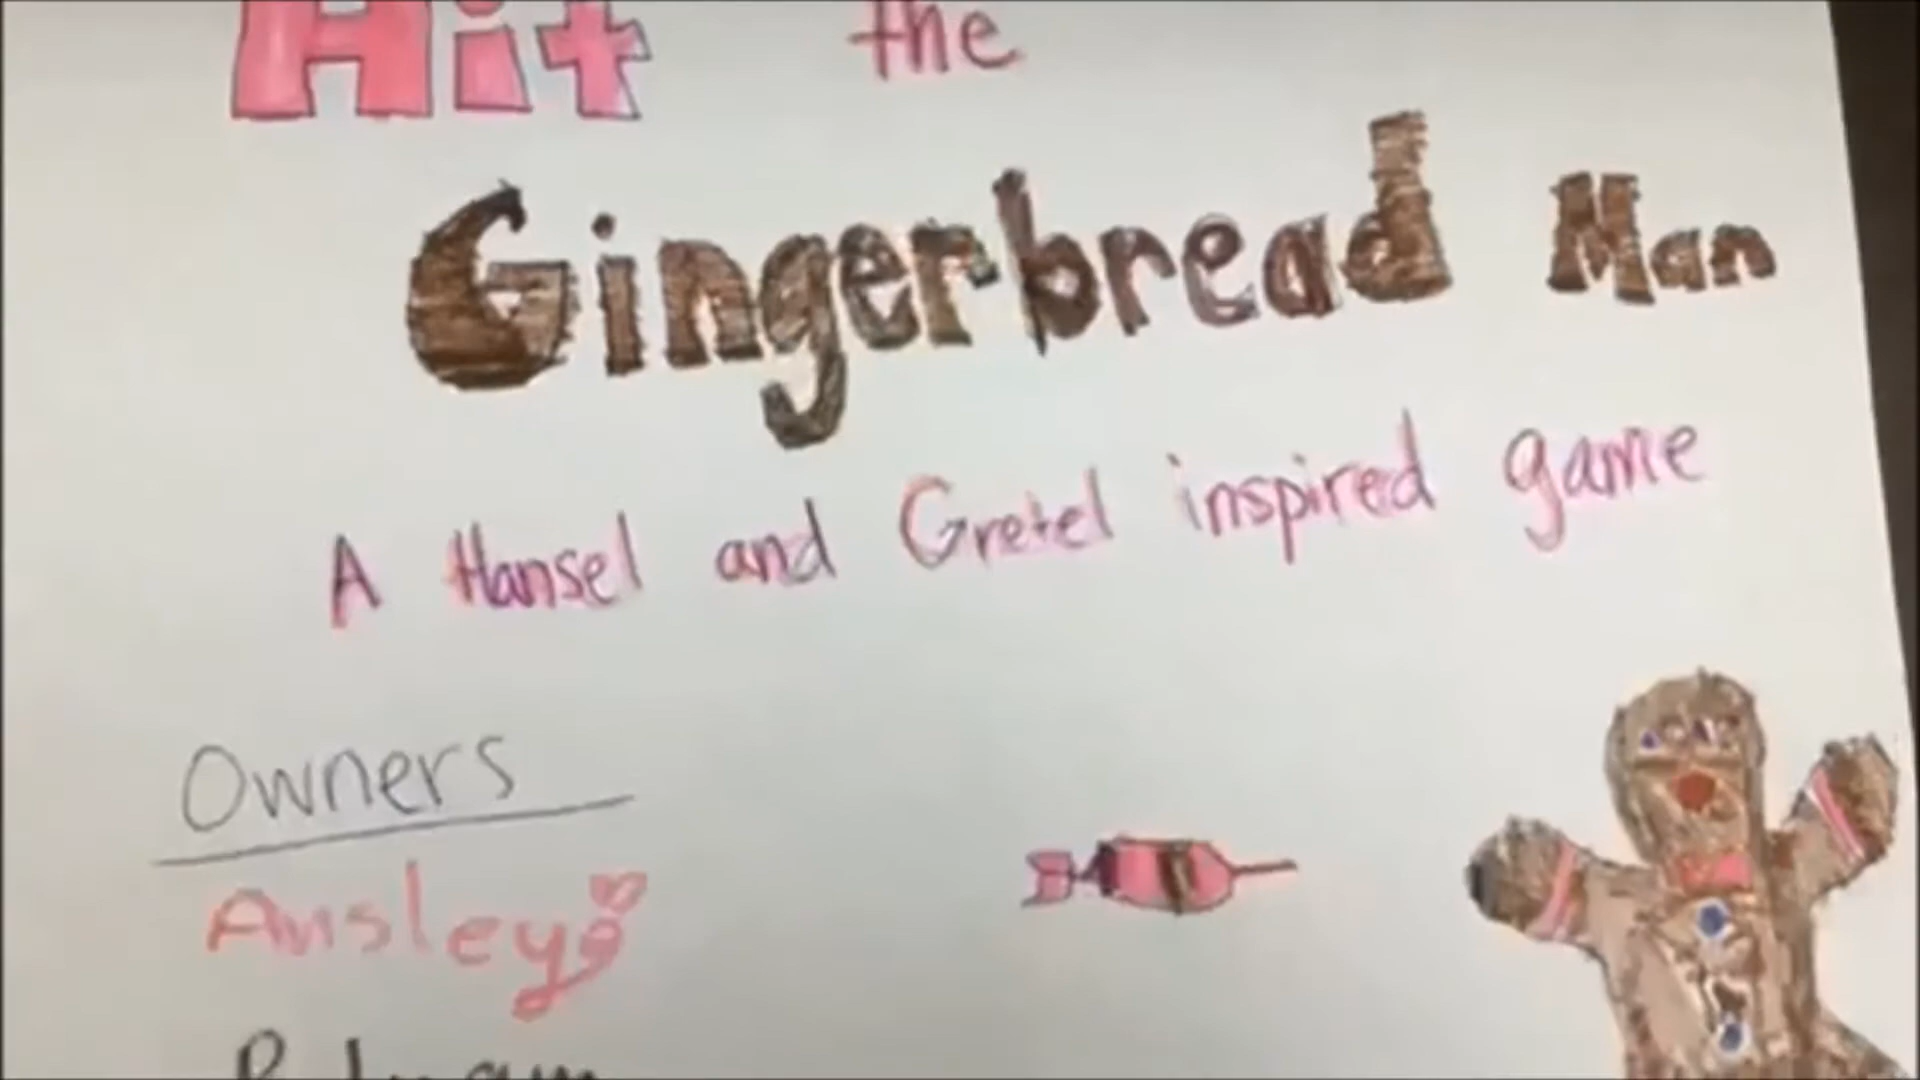 Hit the
Gingerbread Man
A Hansel and Gretel inspired game
Owners
Ansley